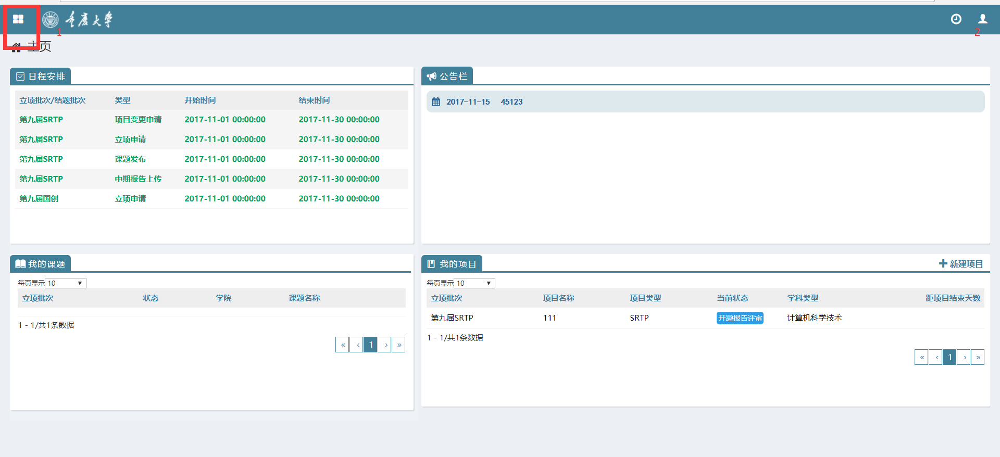 重庆大学
1
2
主页
日程安排
立项批次/结题批次 类型 开始时间 结束时间
第九届SRTP 项目变更申请 2017-11-01 00:00:00 2017-11-30 00:00:00
第九届SRTP 立项申请 2017-11-01 00:00:00 2017-11-30 00:00:00
第九届SRTP 课题发布 2017-11-01 00:00:00 2017-11-30 00:00:00
第九届SRTP 中期报告上传 2017-11-01 00:00:00 2017-11-30 00:00:00
第九届国创 立项申请 2017-11-01 00:00:00 2017-11-30 00:00:00
公告栏
2017-11-15 45123
我的课题
每页显示 10
立项批次 状态 学院 课题名称
1 - 1/共1条数据
« ‹ 1 › »
我的项目
新建项目
每页显示 10
立项批次 项目名称 项目类型 当前状态 学科类型 距项目结束天数
第九届SRTP 111 SRTP 开题报告评审 计算机科学技术
1 - 1/共1条数据
« ‹ 1 › »